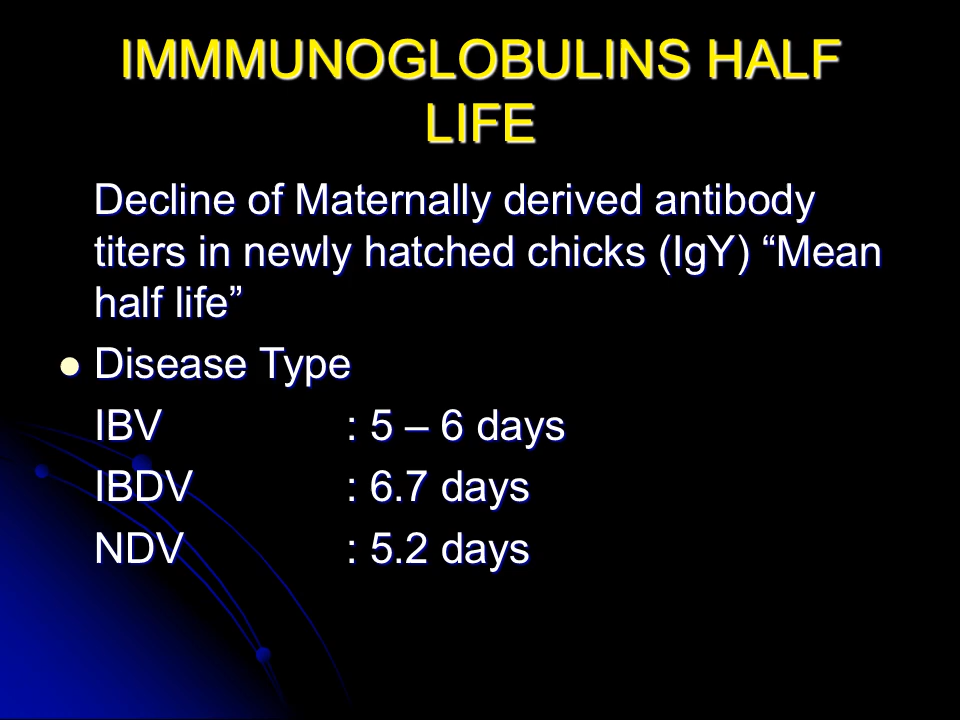 IMMMUNOGLOBULINS HALF
LIFE
Decline of Maternally derived antibody
titers in newly hatched chicks (IgY) “Mean
half life”
Disease Type
IBV : 5 – 6 days
IBDV : 6.7 days
NDV : 5.2 days